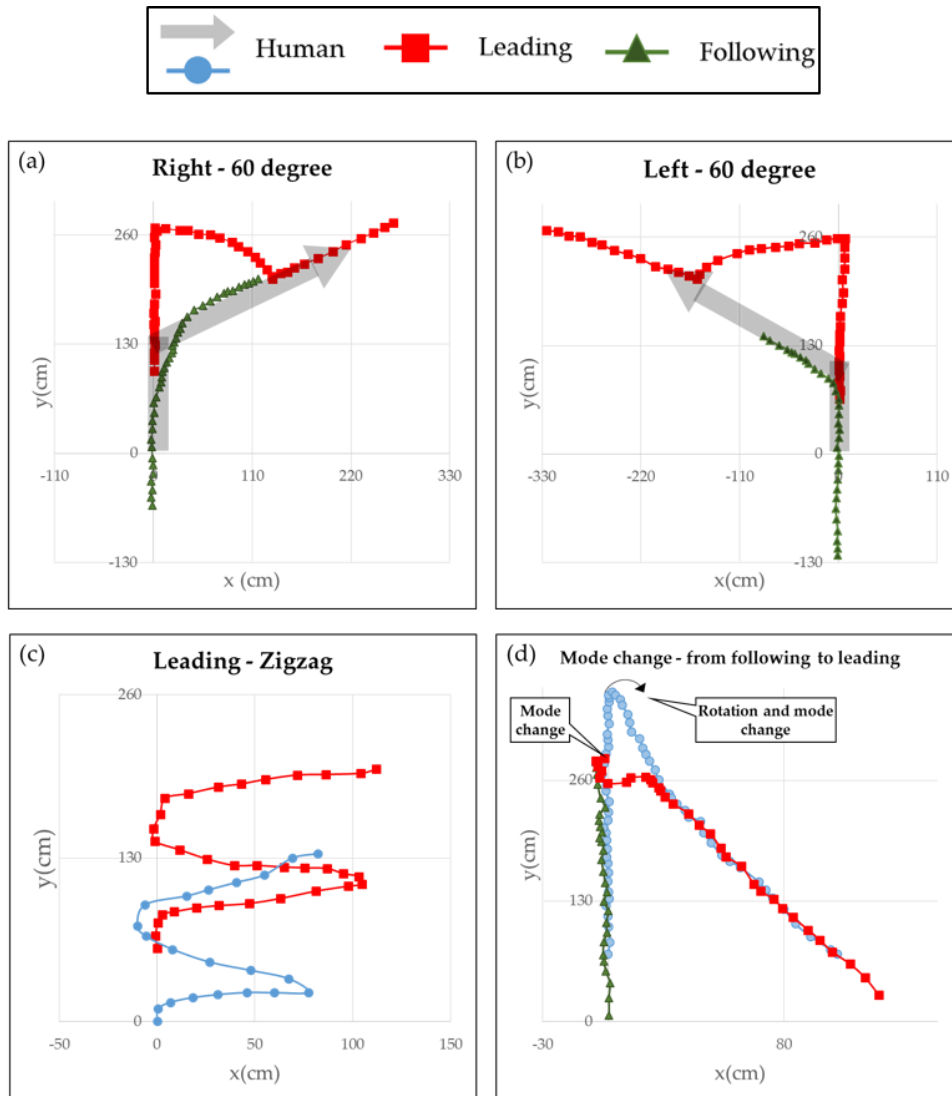 Human Leading Following
(a)
Right - 60 degree
260
130
0
-130
-110
110
220
330
y(cm)
x (cm)
(b)
Left - 60 degree
260
130
0
-130
-330
-220
-110
110
y(cm)
x(cm)
(c)
Leading - Zigzag
260
130
0
-50
0
50
100
150
y(cm)
x(cm)
(d)
Mode change - from following to leading
Mode
change
Rotation and mode
change
260
130
0
-30
80
y(cm)
x(cm)